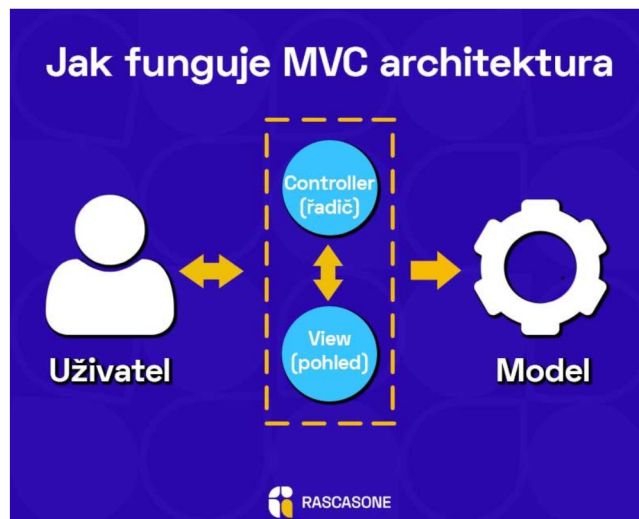 Jak funguje MVC architektura
Controller
(řadič)
View
(pohled)
Uživatel
Model
RASCASONE